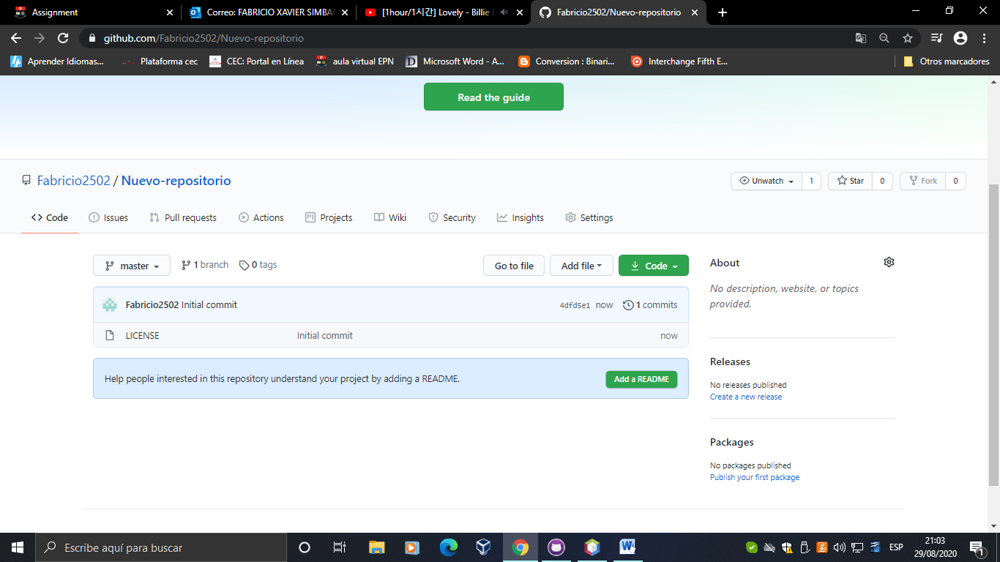 Assignment
Correo: FABRICIO XAVIER SIMBA
[1hour/1시간] Lovely - Billie
Fabricio2502/Nuevo-repositorio
github.com/Fabricio2502/Nuevo-repositorio
Aprender Idiomas...
Plataforma cec
CEC: Portal en Línea
aula virtual EPN
Microsoft Word - A...
Conversion : Binari...
Interchange Fifth E...
Otros marcadores
Read the guide
Fabricio2502 / Nuevo-repositorio
Unwatch 1
Star 0
Fork 0
Code
Issues
Pull requests
Actions
Projects
Wiki
Security
Insights
Settings
master
1 branch
0 tags
Go to file
Add file
Code
Fabricio2502 Initial commit
4dfd5e1 now
1 commits
LICENSE Initial commit now
Help people interested in this repository understand your project by adding a README.
Add a README
About
No description, website, or topics
provided.
Releases
No releases published
Create a new release
Packages
No packages published
Publish your first package
Escribe aquí para buscar
ESP
21:03
29/08/2020
1